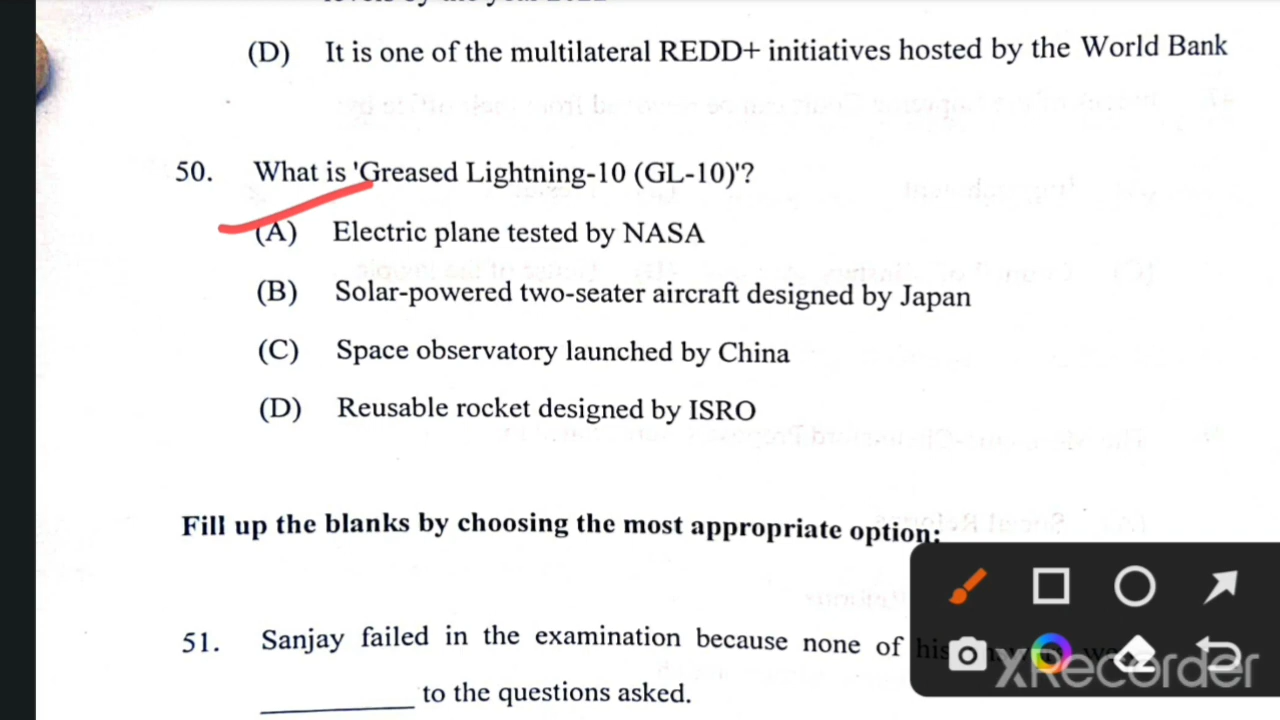 (D) It is one of the multilateral REDD+ initiatives hosted by the World Bank
50. What is 'Greased Lightning-10 (GL-10)'?
(A) Electric plane tested by NASA
(B) Solar-powered two-seater aircraft designed by Japan
(C) Space observatory launched by China
(D) Reusable rocket designed by ISRO
Fill up the blanks by choosing the most appropriate option:
51. Sanjay failed in the examination because none of his
XRecorder
to the questions asked.